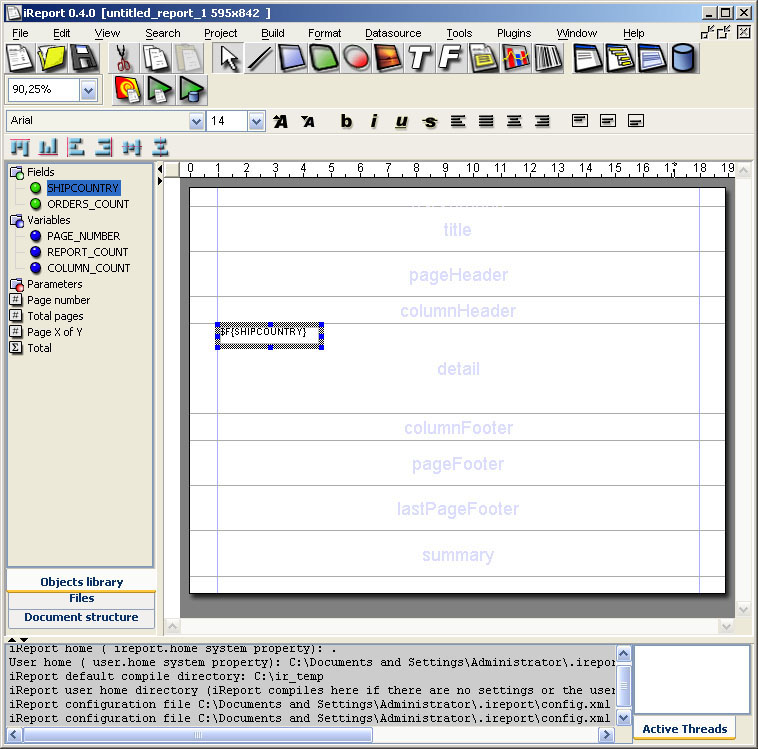 iReport 0.4.0 [untitled_report_1 595x842 ]
File Edit View Search Project Build Format Datasource Tools Plugins Window Help
T F
90,25%
Arial 14 A A b i u s
Fields
SHIPCOUNTRY
ORDERS_COUNT
Variables
PAGE_NUMBER
REPORT_COUNT
COLUMN_COUNT
Parameters
# Page number
# Total pages
# Page X of Y
Σ Total
Objects library
Files
Document structure
0 1 2 3 4 5 6 7 8 9 10 11 12 13 14 15 16 17 18 19
title
pageHeader
columnHeader
$F{SHIPCOUNTRY}
detail
columnFooter
pageFooter
lastPageFooter
summary
iReport home ( ireport.home system property): .
User home ( user.home system property): C:\Documents and Settings\Administrator\.irepor
iReport default compile directory: C:\ir_temp
iReport user home directory (iReport compiles here if there are no settings or the user
iReport configuration file C:\Documents and Settings\Administrator\.ireport\config.xml
iReport configuration file C:\Documents and Settings\Administrator\.ireport\config.xml
Active Threads